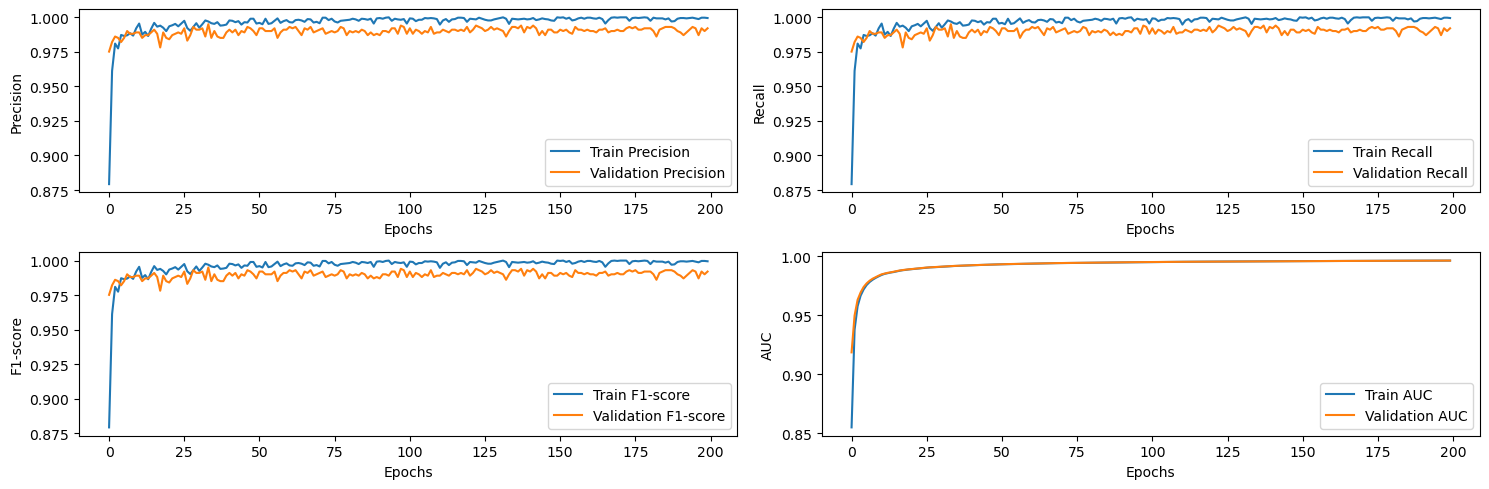 1.000
0.975
0.950
0.925
0.900
0.875
Precision
0 25 50 75 100 125 150 175 200
Epochs
Train Precision
Validation Precision
1.000
0.975
0.950
0.925
0.900
0.875
Recall
0 25 50 75 100 125 150 175 200
Epochs
Train Recall
Validation Recall
1.000
0.975
0.950
0.925
0.900
0.875
F1-score
0 25 50 75 100 125 150 175 200
Epochs
Train F1-score
Validation F1-score
1.00
0.95
0.90
0.85
AUC
0 25 50 75 100 125 150 175 200
Epochs
Train AUC
Validation AUC